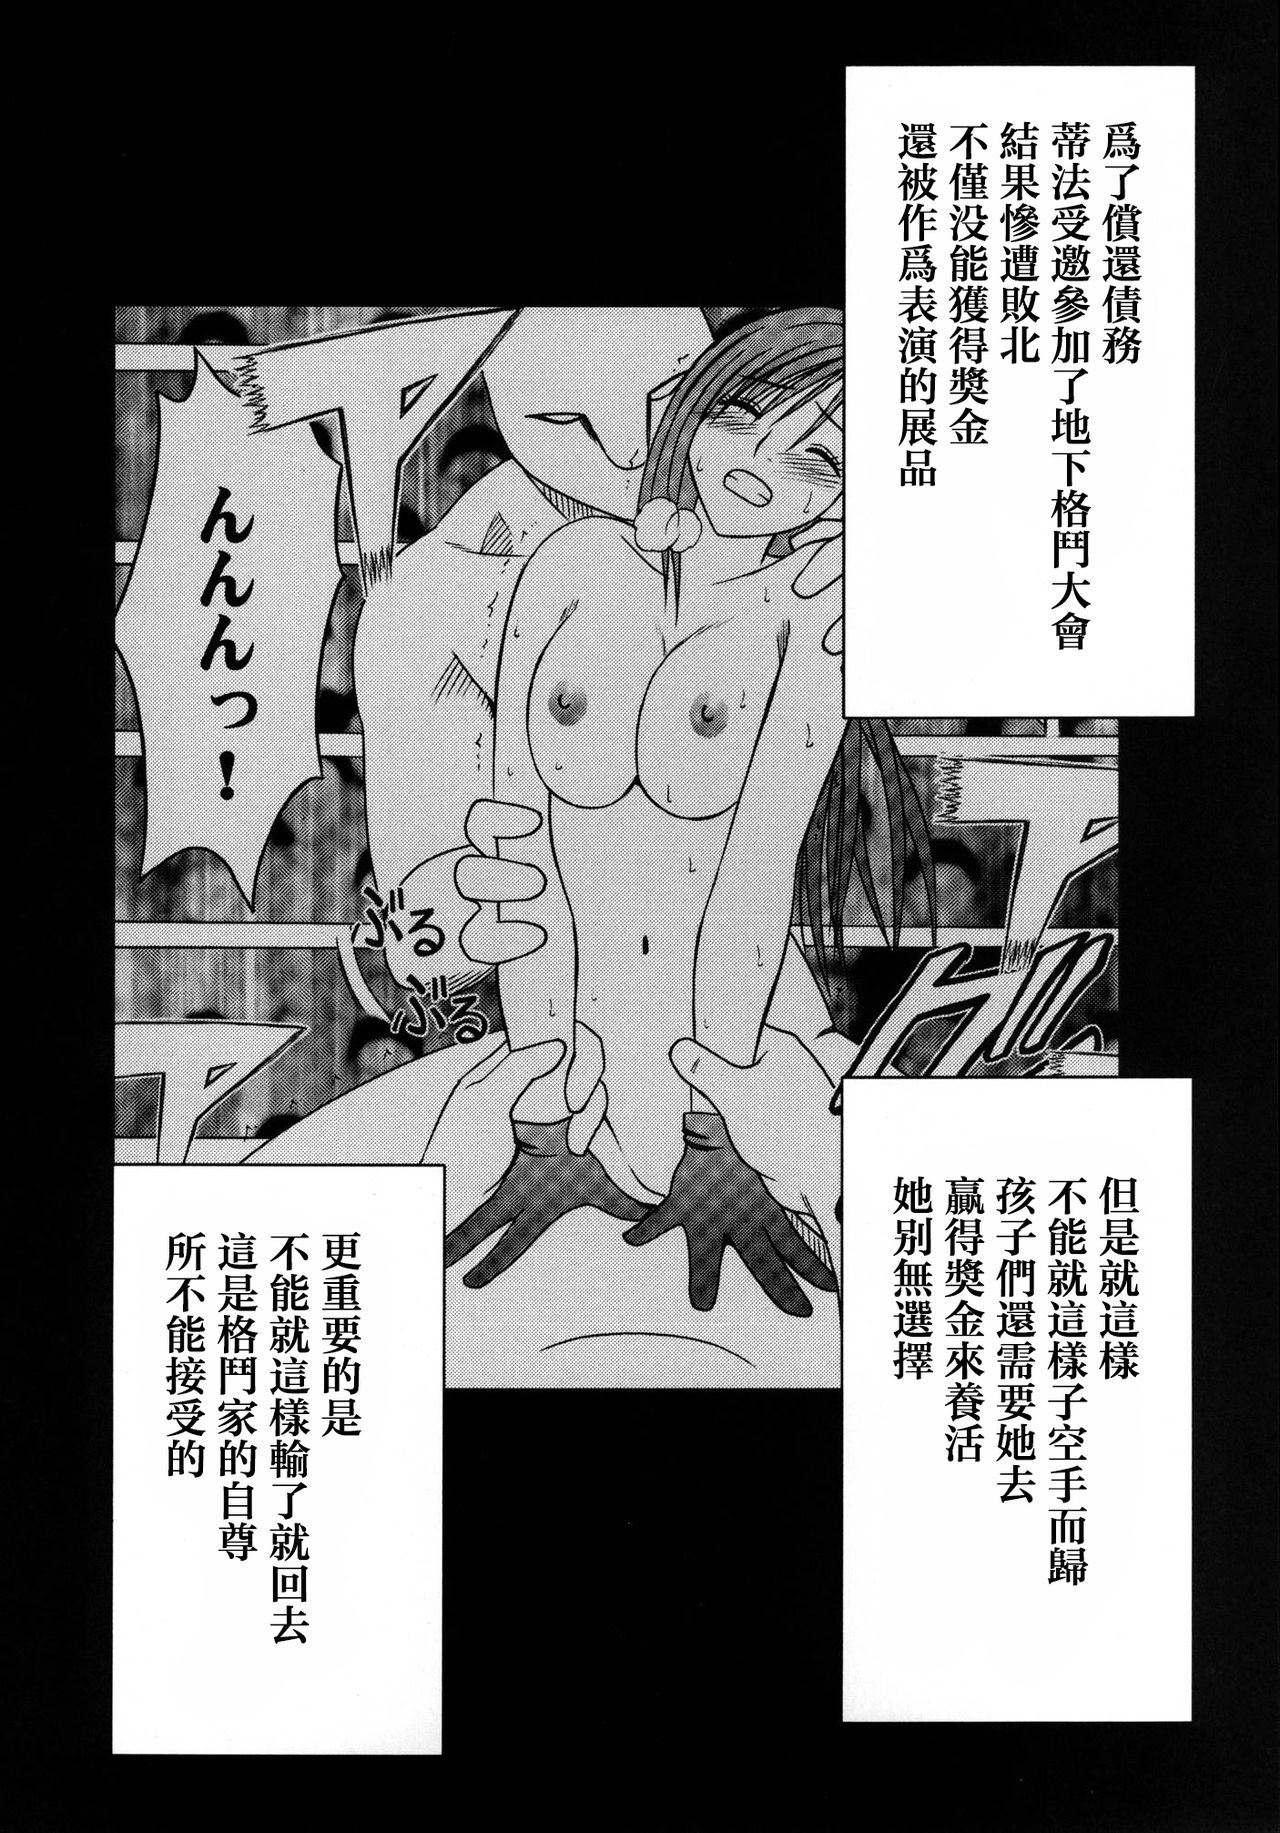 爲了償還債務
蒂法受邀參加了地下格鬥大會
結果慘遭敗北
不僅没能獲得獎金
還被作爲表演的展品
んんんっ！
ぶる
ぶる
但是就這樣
不能就這樣子空手而歸
孩子們還需要她去
贏得獎金來養活
她别無選擇
更重要的是
不能就這樣輸了就回去
這是格鬥家的自尊
所不能接受的